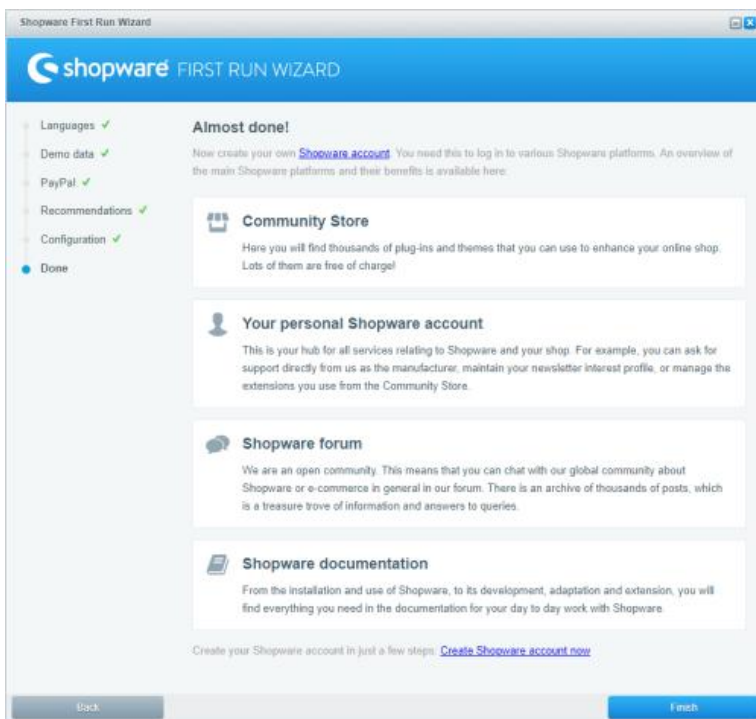 Shopware First Run Wizard
shopware FIRST RUN WIZARD
Languages
Demo data
PayPal
Recommendations
Configuration
Done
Almost done!
Now create your own Shopware account. You need this to log in to various Shopware platforms. An overview of
the main Shopware platforms and their benefits is available here:
Community Store
Here you will find thousands of plug-ins and themes that you can use to enhance your online shop.
Lots of them are free of charge!
Your personal Shopware account
This is your hub for all services relating to Shopware and your shop. For example, you can ask for
support directly from us as the manufacturer, maintain your newsletter interest profile, or manage the
extensions you use from the Community Store.
Shopware forum
We are an open community. This means that you can chat with our global community about
Shopware or e-commerce in general in our forum. There is an archive of thousands of posts, which
is a treasure trove of information and answers to queries.
Shopware documentation
From the installation and use of Shopware, to its development, adaptation and extension, you will
find everything you need in the documentation for your day to day work with Shopware.
Create your Shopware account in just a few steps: Create Shopware account now
Back
Finish